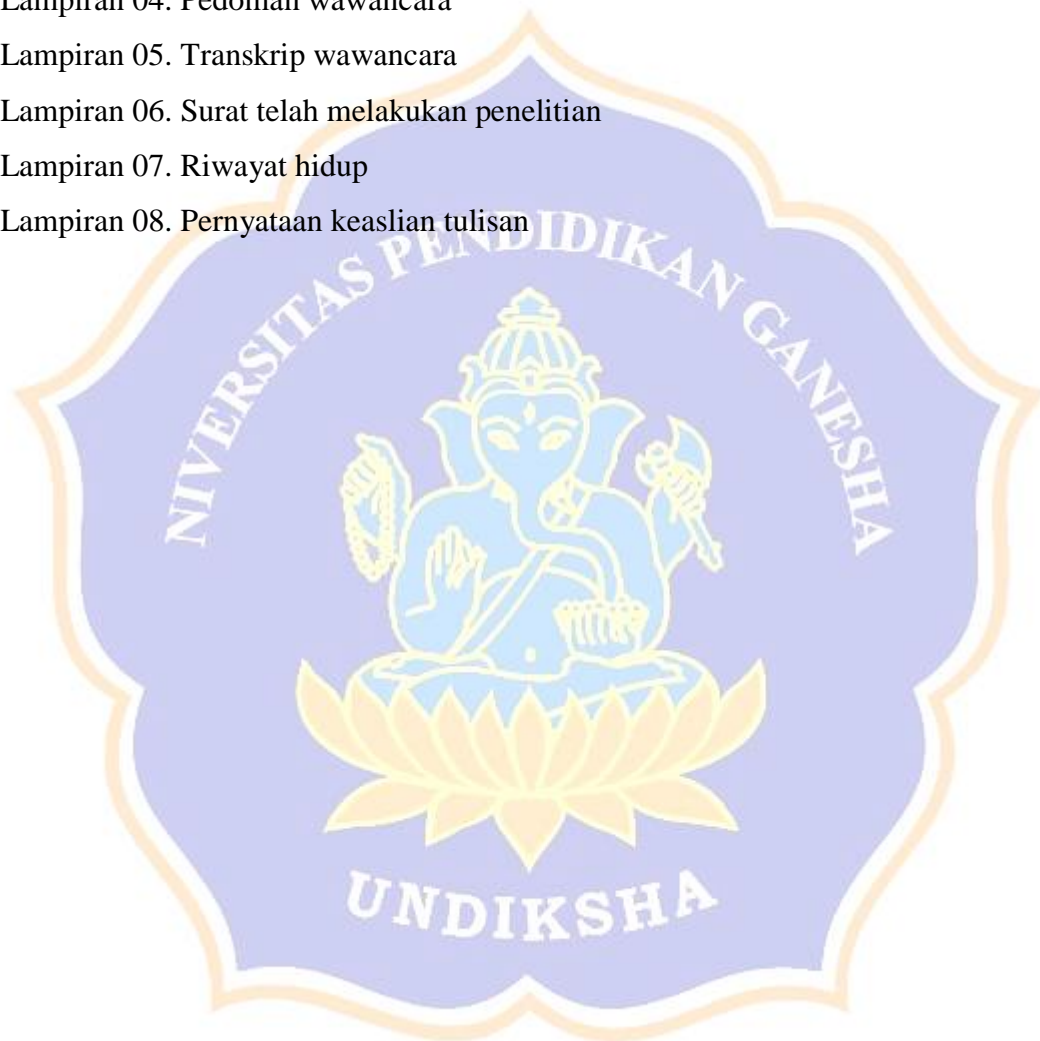 Lampiran 04. Pedoman wawancara
Lampiran 05. Transkrip wawancara
Lampiran 06. Surat telah melakukan penelitian
Lampiran 07. Riwayat hidup
Lampiran 08. Pernyataan keaslian tulisan
NIVERSITAS PENDIDIKAN GANESHA
UNDIKSHA